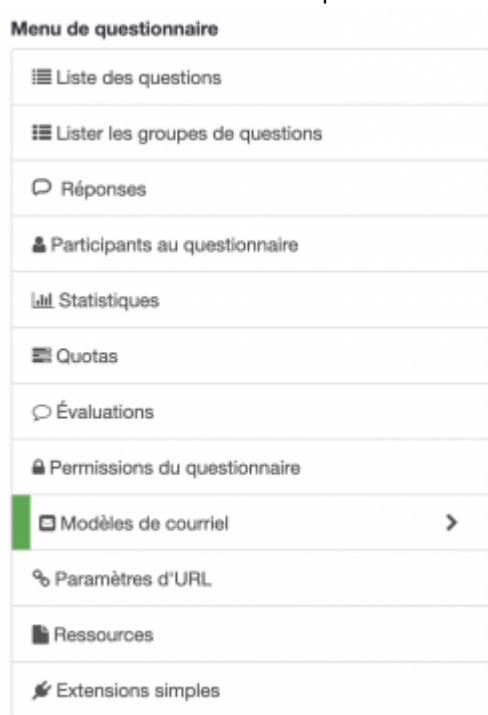 Menu de questionnaire
Liste des questions
Lister les groupes de questions
Réponses
Participants au questionnaire
Statistiques
Quotas
Évaluations
Permissions du questionnaire
Modèles de courriel
Paramètres d'URL
Ressources
Extensions simples